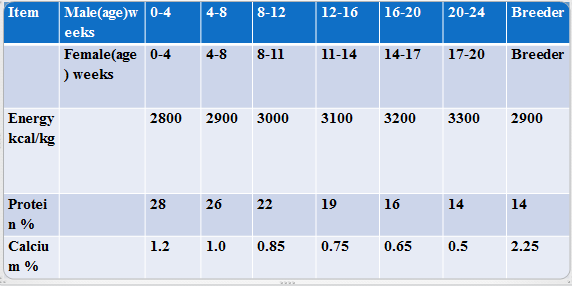 Item Male(age)w 0-4 4-8 8-12 12-16 16-20 20-24 Breeder
eeks
Female(age 0-4 4-8 8-11 11-14 14-17 17-20 Breeder
) weeks
Energy 2800 2900 3000 3100 3200 3300 2900
kcal/kg
Protei 28 26 22 19 16 14 14
n %
Calciu 1.2 1.0 0.85 0.75 0.65 0.5 2.25
m %